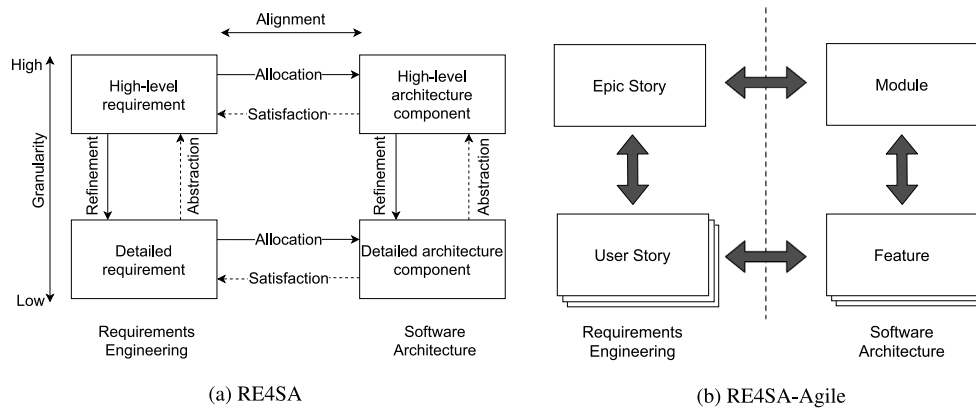 Alignment
High
High-level
requirement
Allocation
Satisfaction
High-level
architecture
component
Granularity
Refinement
Abstraction
Refinement
Abstraction
Detailed
requirement
Allocation
Satisfaction
Detailed architecture
component
Low
Requirements
Engineering
Software
Architecture
(a) RE4SA
Epic Story
Module
User Story
Feature
Requirements
Engineering
Software
Architecture
(b) RE4SA-Agile